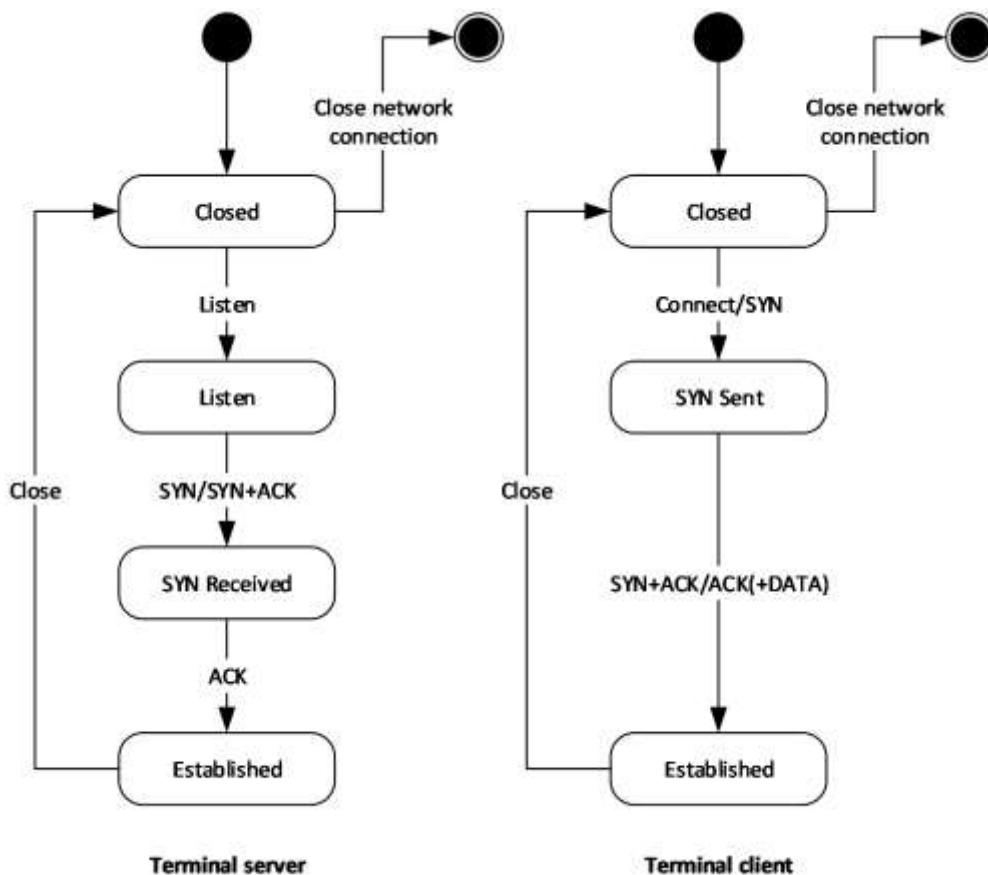 Close network
connection
Closed
Listen
Listen
SYN/SYN+ACK
Close
SYN Received
ACK
Established
Terminal server
Close network
connection
Closed
Connect/SYN
SYN Sent
Close
SYN+ACK/ACK(+DATA)
Established
Terminal client